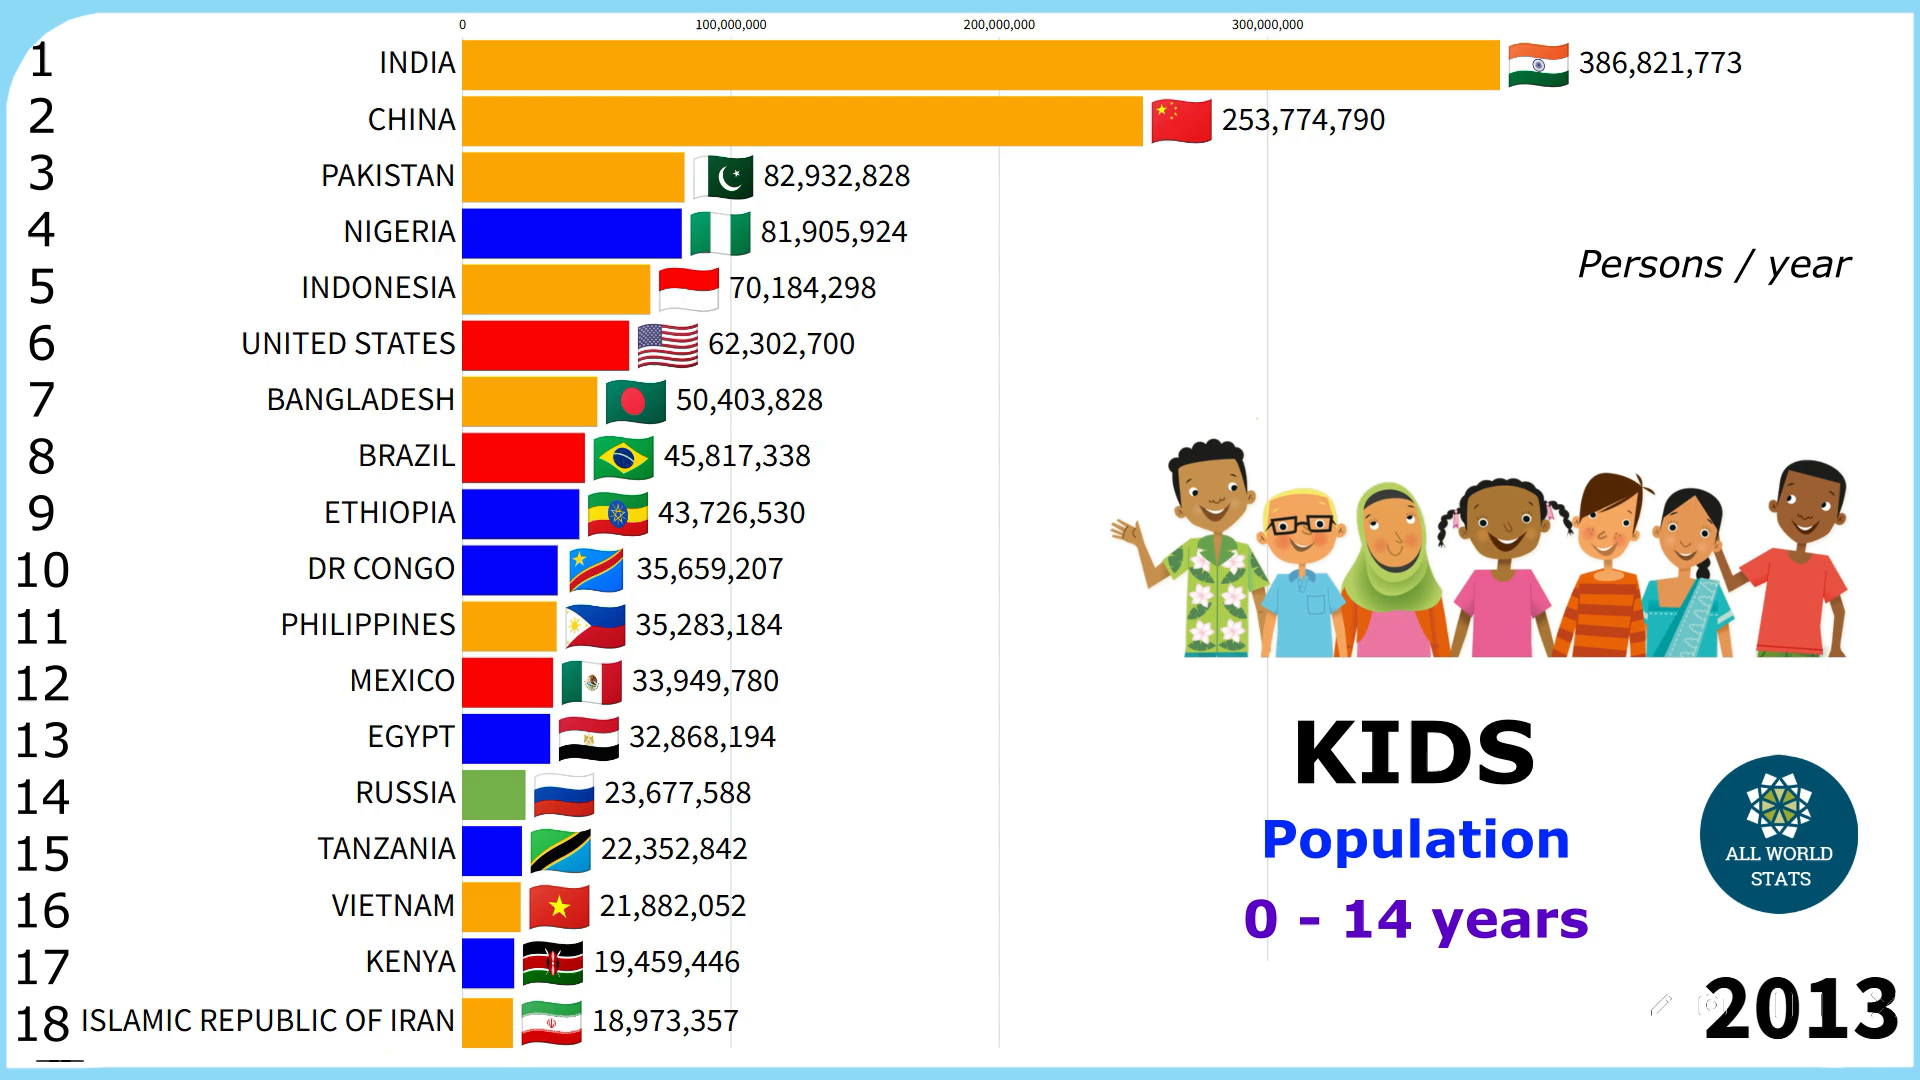 0 100,000,000 200,000,000 300,000,000
1 INDIA 386,821,773
2 CHINA 253,774,790
3 PAKISTAN 82,932,828
4 NIGERIA 81,905,924
Persons / year
5 INDONESIA 70,184,298
6 UNITED STATES 62,302,700
7 BANGLADESH 50,403,828
8 BRAZIL 45,817,338
9 ETHIOPIA 43,726,530
10 DR CONGO 35,659,207
11 PHILIPPINES 35,283,184
12 MEXICO 33,949,780
13 EGYPT 32,868,194
14 RUSSIA 23,677,588
15 TANZANIA 22,352,842
16 VIETNAM 21,882,052
17 KENYA 19,459,446
18 ISLAMIC REPUBLIC OF IRAN 18,973,357
KIDS
Population
0 - 14 years
ALL WORLD
STATS
2013